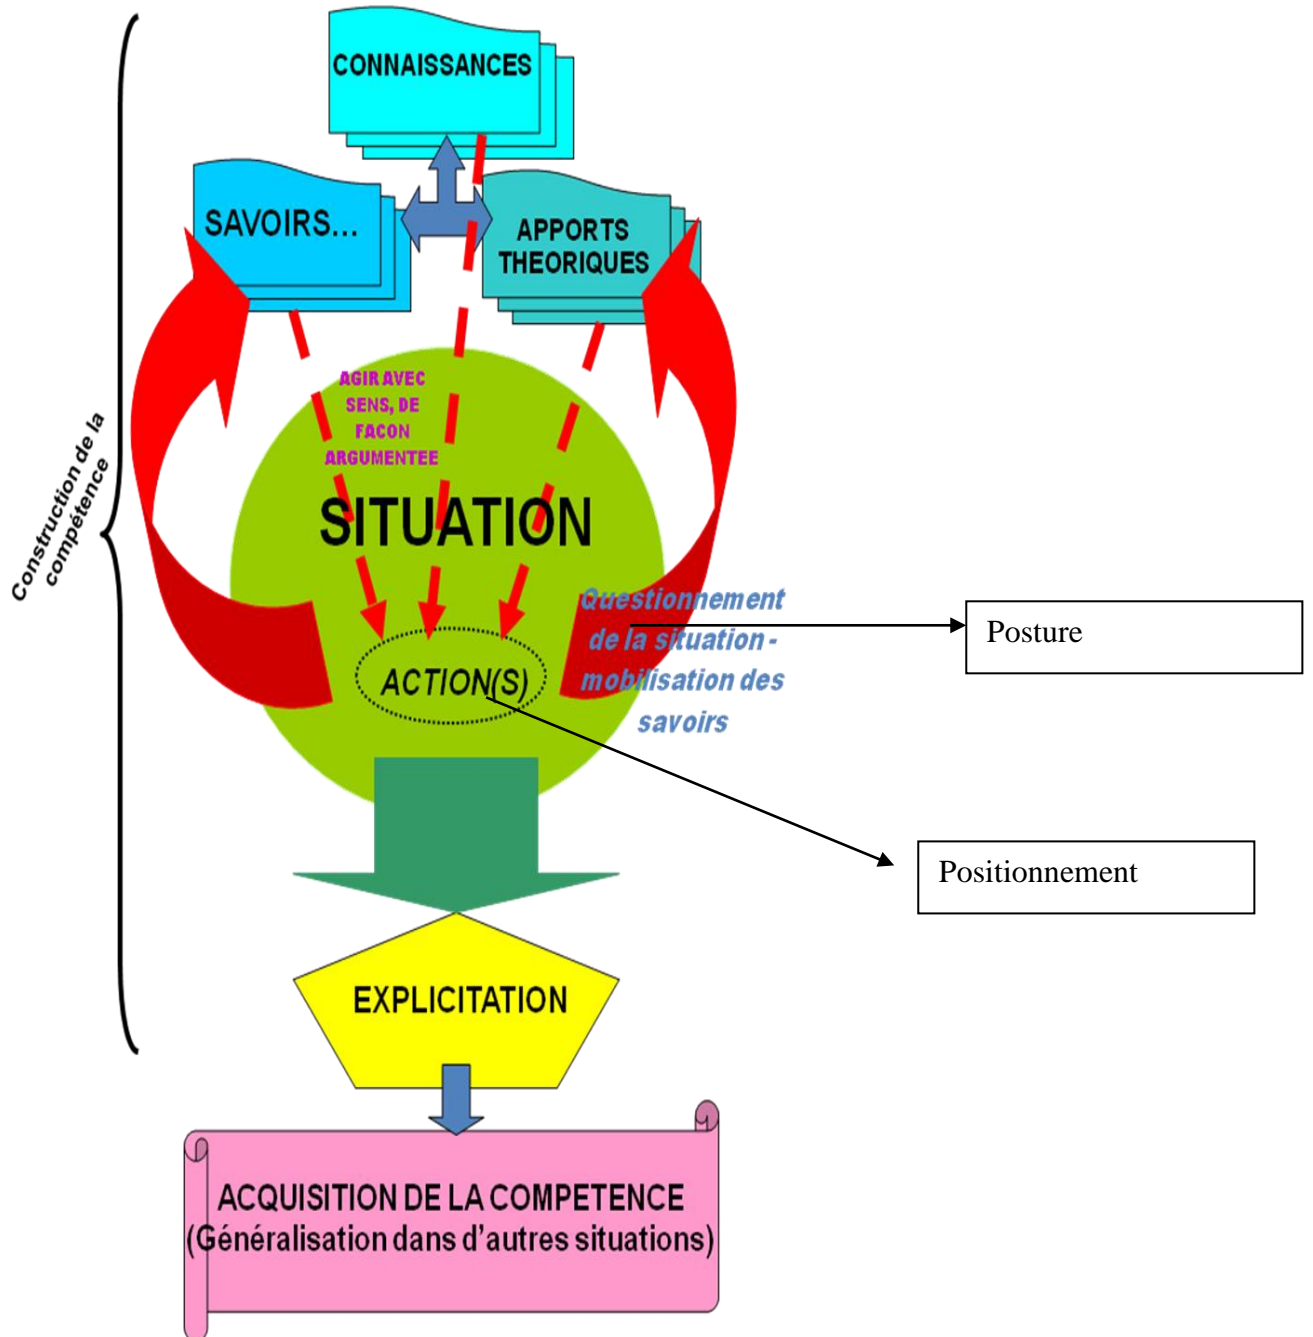 CONNAISSANCES
SAVOIRS...
APPORTS
THEORIQUES
AGIR AVEC
SENS, DE
FACON
ARGUMENTEE
SITUATION
Construction de la
compétence
Questionnement
de la situation -
mobilisation des
savoirs
Posture
ACTION(S)
Positionnement
EXPLICITATION
ACQUISITION DE LA COMPETENCE
(Généralisation dans d'autres situations)